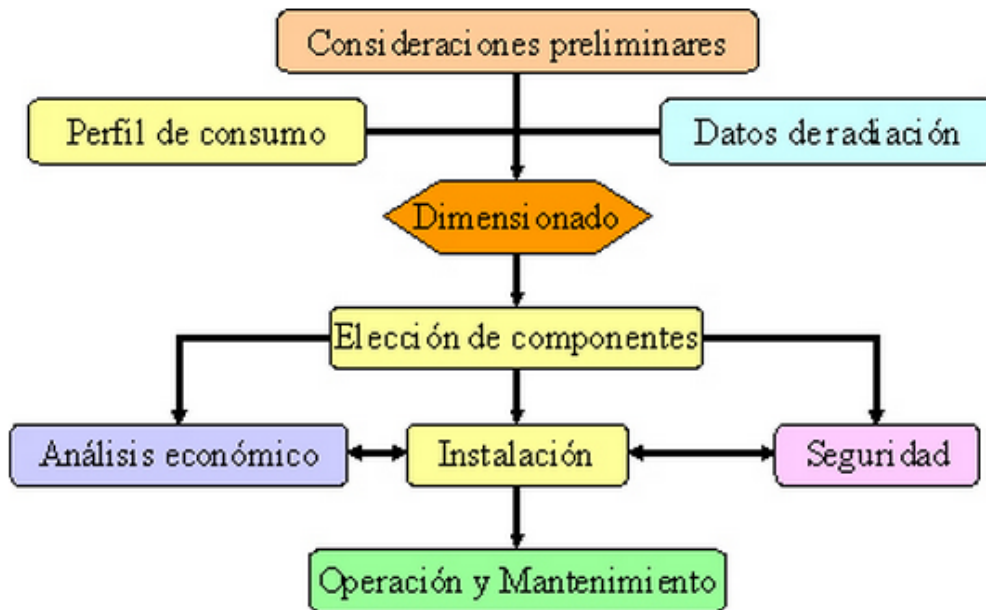 Consideraciones preliminares
Perfil de consumo
Datos de radiación
Dimensionado
Elección de componentes
Análisis económico
Instalación
Seguridad
Operación y Mantenimiento